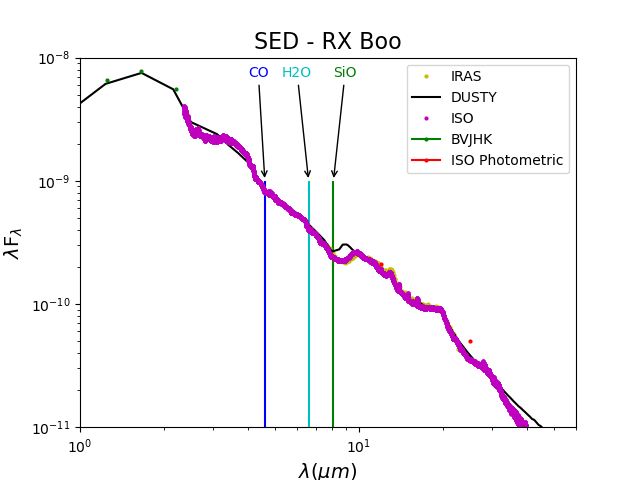 SED - RX Boo
CO H2O SiO
IRAS
DUSTY
ISO
BVJHK
ISO Photometric
10⁻⁸
10⁻⁹
10⁻¹⁰
10⁻¹¹
λF_λ
10⁰ 10¹
λ(μm)